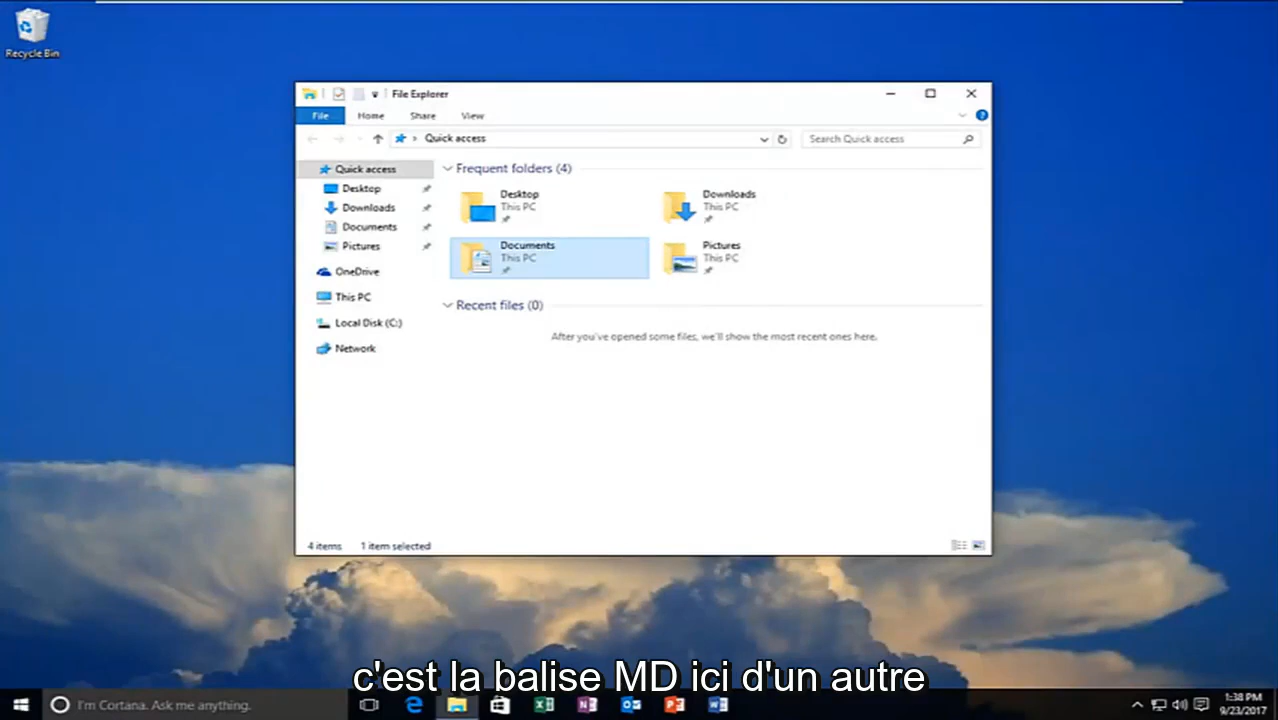 Recycle Bin
File Explorer
File Home Share View
Quick access
Search Quick access
Quick access
Desktop
Downloads
Documents
Pictures
OneDrive
This PC
Local Disk (C:)
Network
Frequent folders (4)
Desktop
This PC
Downloads
This PC
Documents
This PC
Pictures
This PC
Recent files (0)
After you've opened some files, we'll show the most recent ones here.
4 items 1 item selected
c'est la balise MD ici d'un autre
I'm Cortana. Ask me anything.
1:38 PM
9/23/2017